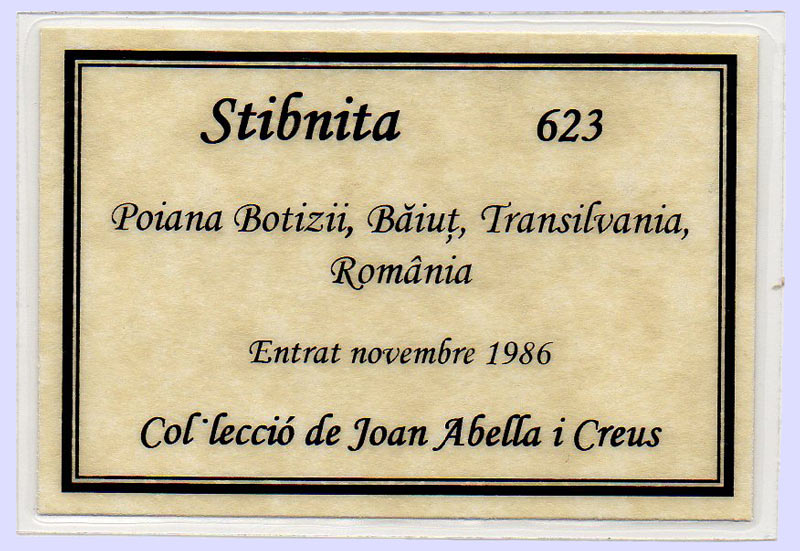 Stibnita 623
Poiana Botizii, Băiuț, Transilvania,
România
Entrat novembre 1986
Col·lecció de Joan Abella i Creus